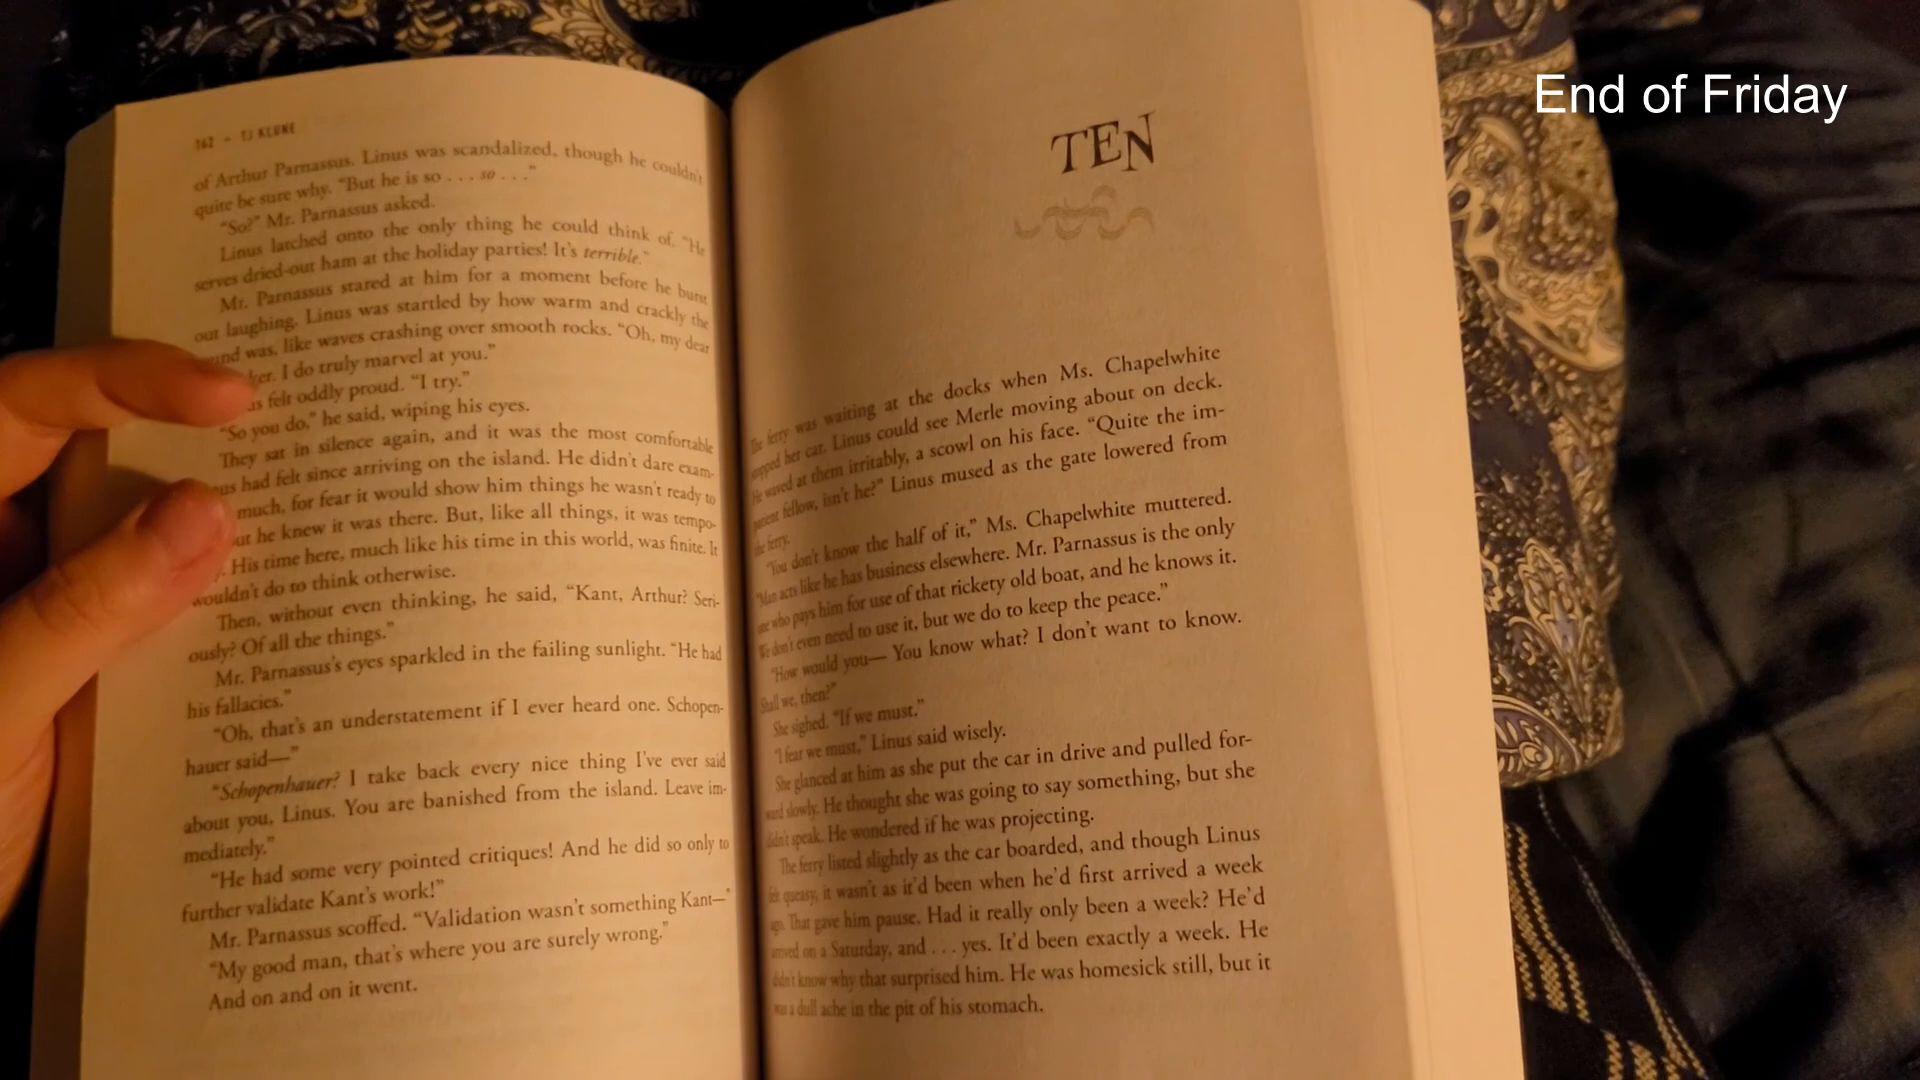 End of Friday
162 ~ TJ KLUNE
of Arthur Parnassus. Linus was scandalized, though he couldn't
quite be sure why. “But he is so . . . so . . .”
“So?” Mr. Parnassus asked.
Linus latched onto the only thing he could think of. “He
serves dried-out ham at the holiday parties! It's terrible.”
Mr. Parnassus stared at him for a moment before he burst
out laughing. Linus was startled by how warm and crackly the
was, like waves crashing over smooth rocks. “Oh, my dear
I do truly marvel at you.”
felt oddly proud. “I try.”
“So you do,” he said, wiping his eyes.
They sat in silence again, and it was the most comfortable
had felt since arriving on the island. He didn't dare exam-
much, for fear it would show him things he wasn't ready to
he knew it was there. But, like all things, it was tempo-
His time here, much like his time in this world, was finite. It
wouldn't do to think otherwise.
Then, without even thinking, he said, “Kant, Arthur? Seri-
ously? Of all the things.”
Mr. Parnassus's eyes sparkled in the failing sunlight. “He had
his fallacies.”
“Oh, that's an understatement if I ever heard one. Schopen-
hauer said—”
“Schopenhauer? I take back every nice thing I've ever said
about you, Linus. You are banished from the island. Leave im-
mediately.”
“He had some very pointed critiques! And he did so only to
further validate Kant's work!”
Mr. Parnassus scoffed. “Validation wasn't something Kant—”
“My good man, that's where you are surely wrong.”
And on and on it went.
TEN
The ferry was waiting at the docks when Ms. Chapelwhite
stopped her car. Linus could see Merle moving about on deck.
He waved at them irritably, a scowl on his face. “Quite the im-
patient fellow, isn't he?” Linus mused as the gate lowered from
the ferry.
“You don't know the half of it,” Ms. Chapelwhite muttered.
“Man acts like he has business elsewhere. Mr. Parnassus is the only
one who pays him for use of that rickety old boat, and he knows it.
We don't even need to use it, but we do to keep the peace.”
“How would you— You know what? I don't want to know.
Shall we, then?”
She sighed. “If we must.”
“I fear we must,” Linus said wisely.
She glanced at him as she put the car in drive and pulled for-
ward slowly. He thought she was going to say something, but she
didn't speak. He wondered if he was projecting.
The ferry listed slightly as the car boarded, and though Linus
felt queasy, it wasn't as it'd been when he'd first arrived a week
ago. That gave him pause. Had it really only been a week? He'd
arrived on a Saturday, and . . . yes. It'd been exactly a week. He
didn't know why that surprised him. He was homesick still, but it
was a dull ache in the pit of his stomach.